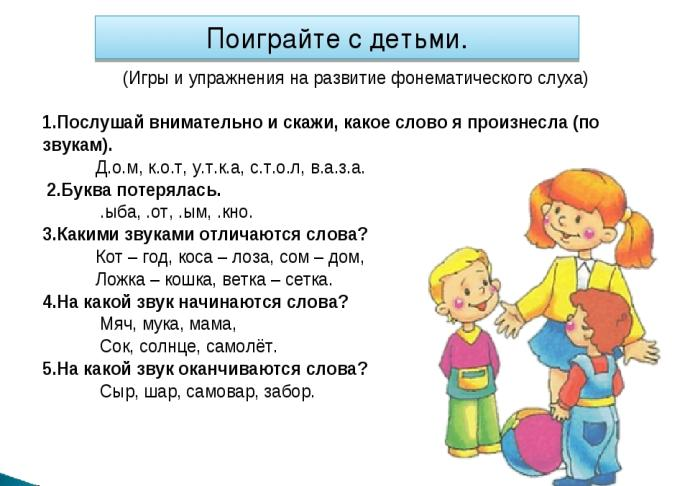 Поиграйте с детьми.
(Игры и упражнения на развитие фонематического слуха)
1.Послушай внимательно и скажи, какое слово я произнесла (по
звукам).
Д.о.м, к.о.т, у.т.к.а, с.т.о.л, в.а.з.а.
2.Буква потерялась.
.ыба, .от, .ым, .кно.
3.Какими звуками отличаются слова?
Кот – год, коса – лоза, сом – дом,
Ложка – кошка, ветка – сетка.
4.На какой звук начинаются слова?
Мяч, мука, мама,
Сок, солнце, самолёт.
5.На какой звук оканчиваются слова?
Сыр, шар, самовар, забор.